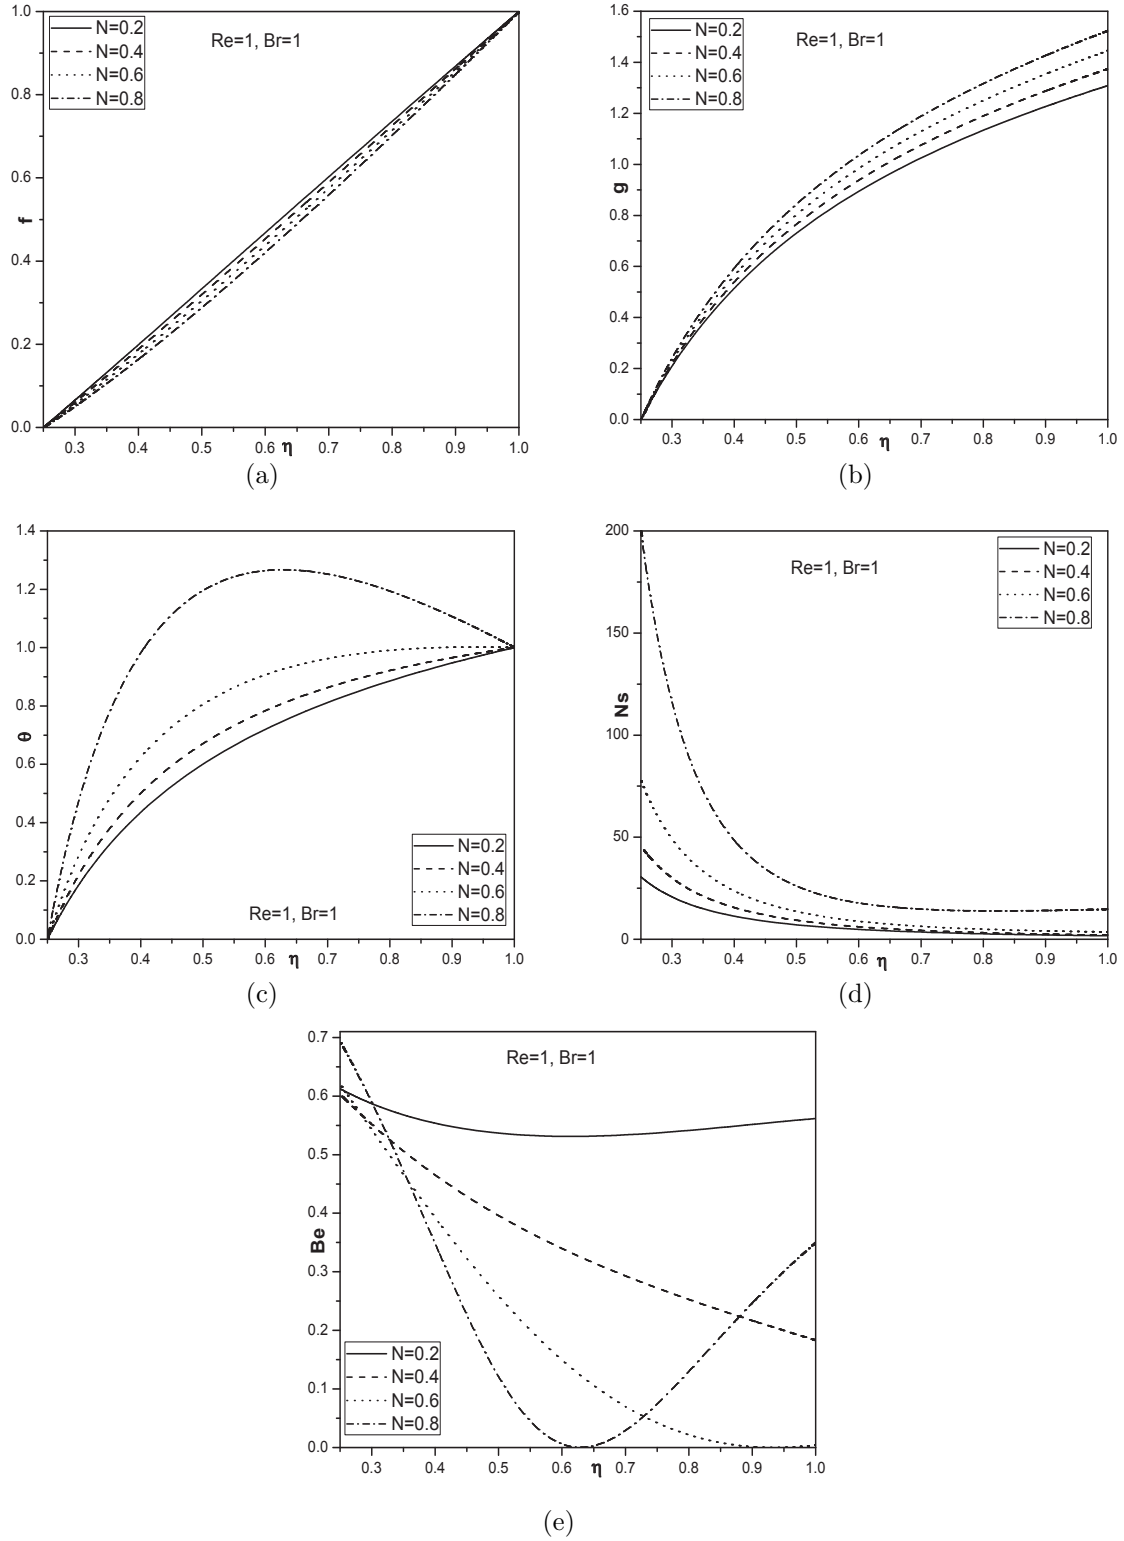 1.0
0.8
0.6
0.4
0.2
0.0
f
N=0.2
N=0.4
N=0.6
N=0.8
Re=1, Br=1
0.3 0.4 0.5 0.6 0.7 0.8 0.9 1.0
η
(a)
1.6
1.4
1.2
1.0
0.8
0.6
0.4
0.2
0.0
g
N=0.2
N=0.4
N=0.6
N=0.8
Re=1, Br=1
0.3 0.4 0.5 0.6 0.7 0.8 0.9 1.0
η
(b)
1.4
1.2
1.0
0.8
0.6
0.4
0.2
0.0
θ
N=0.2
N=0.4
N=0.6
N=0.8
Re=1, Br=1
0.3 0.4 0.5 0.6 0.7 0.8 0.9 1.0
η
(c)
200
150
100
50
0
Ns
Re=1, Br=1
N=0.2
N=0.4
N=0.6
N=0.8
0.3 0.4 0.5 0.6 0.7 0.8 0.9 1.0
η
(d)
0.7
0.6
0.5
0.4
0.3
0.2
0.1
0.0
Be
Re=1, Br=1
N=0.2
N=0.4
N=0.6
N=0.8
0.3 0.4 0.5 0.6 0.7 0.8 0.9 1.0
η
(e)